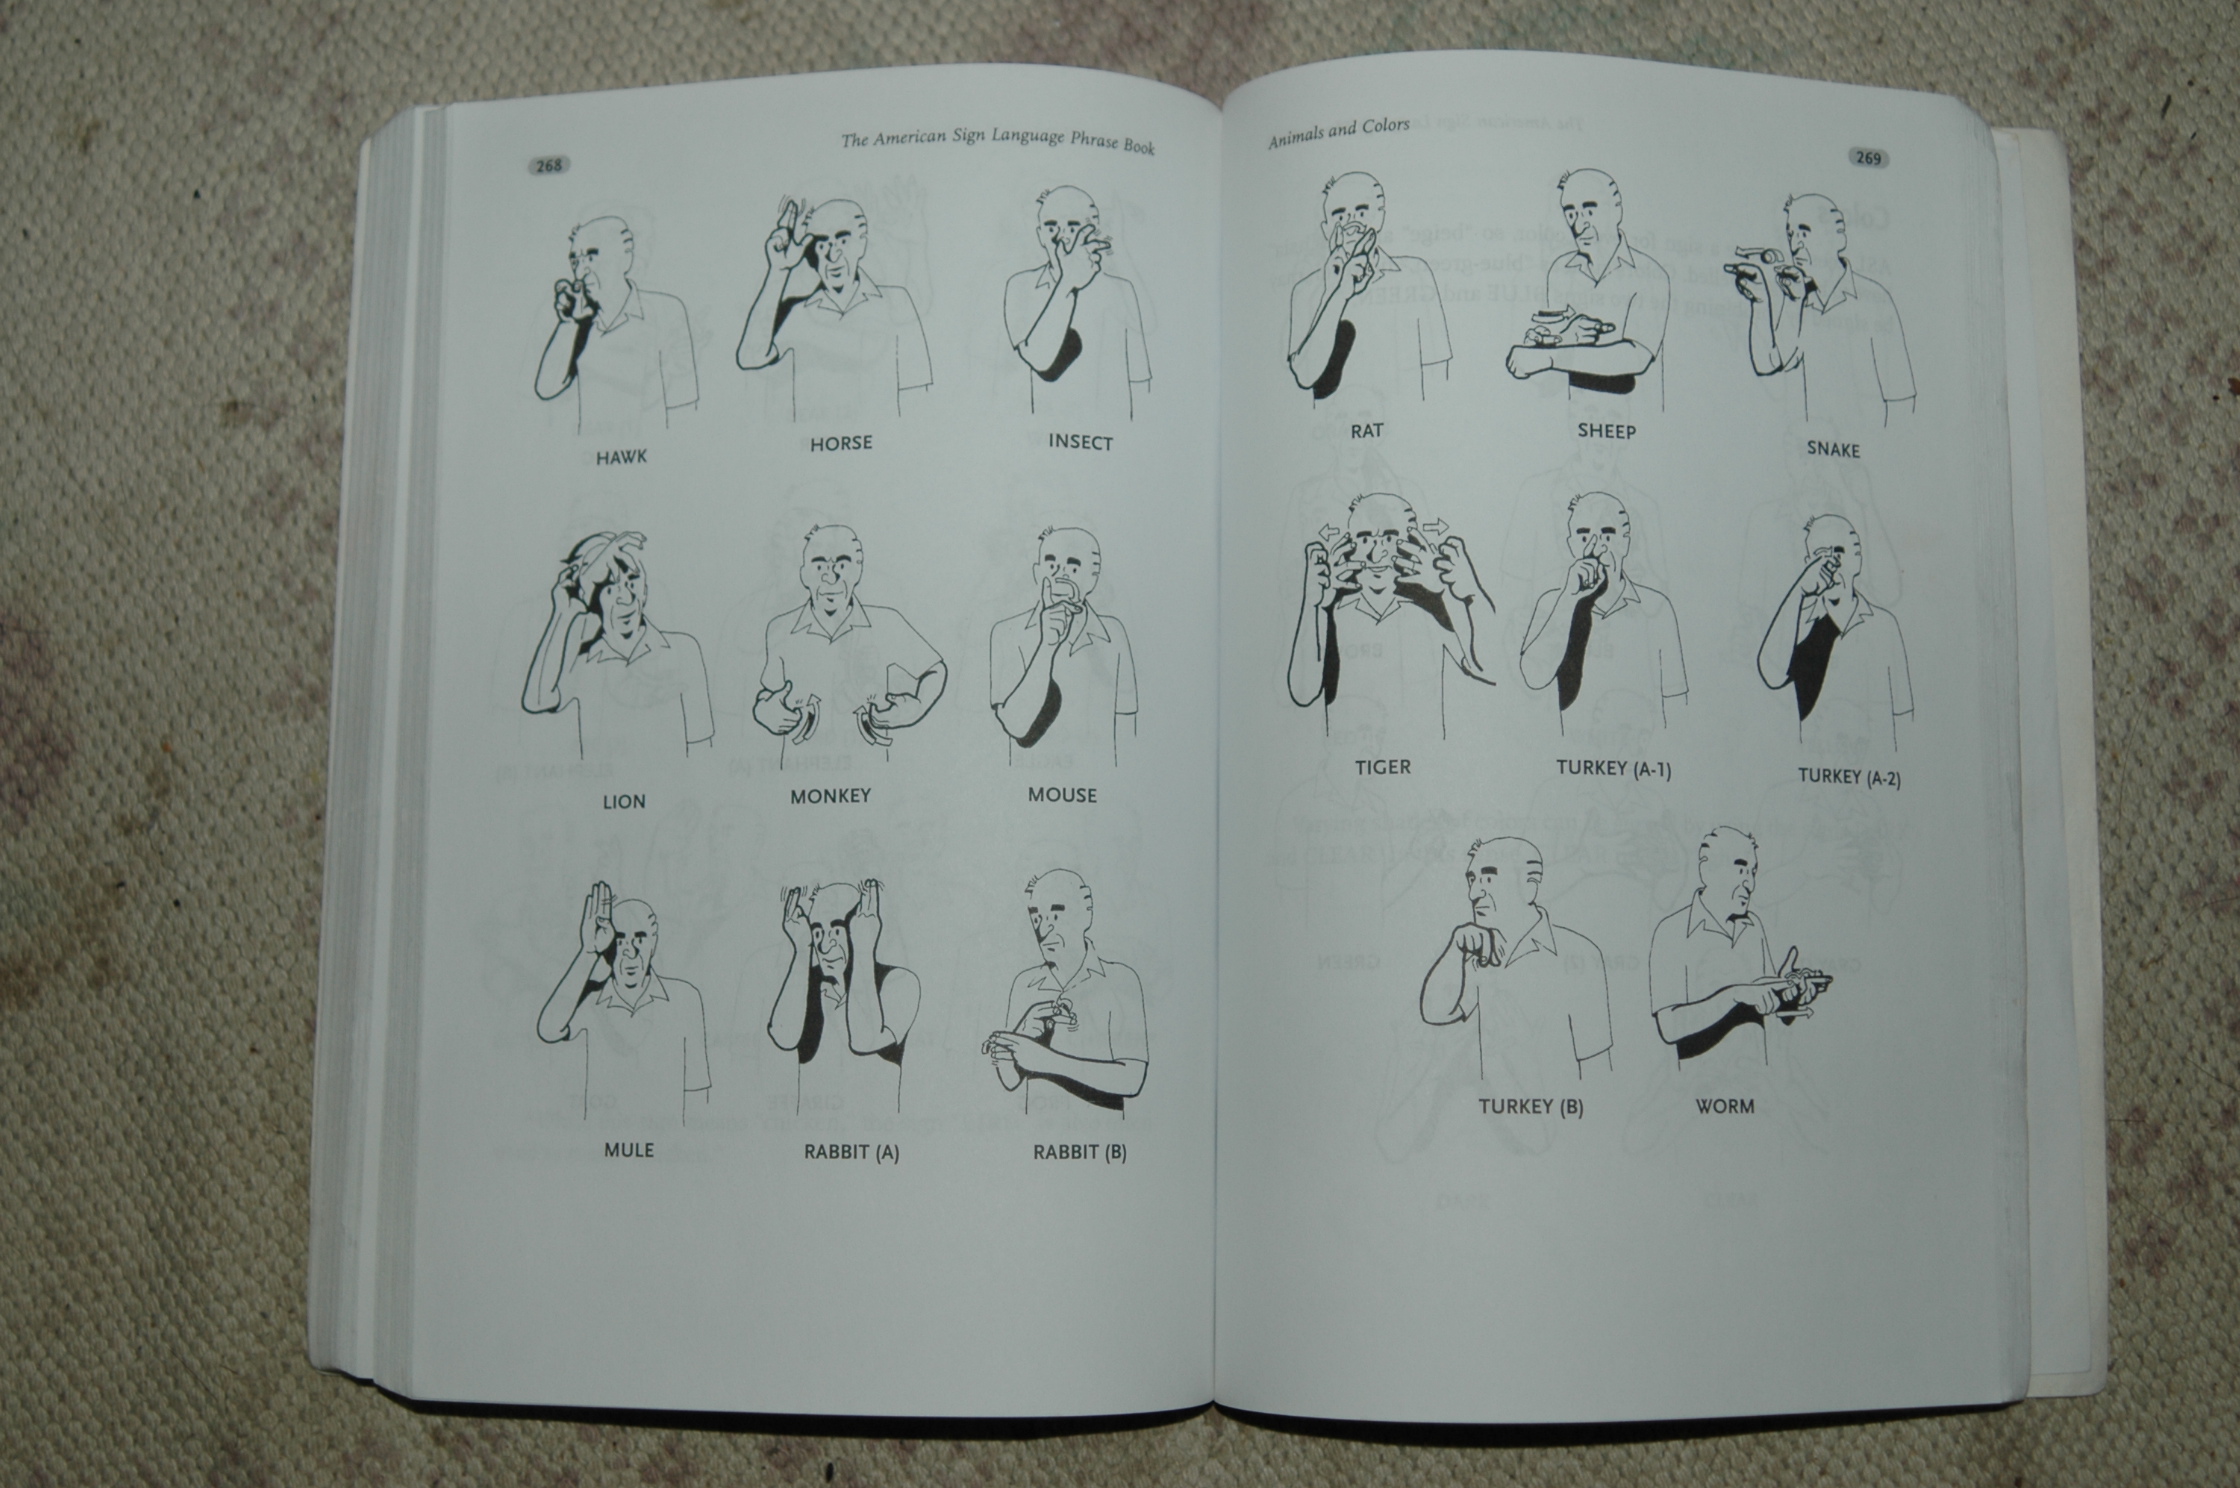 268
The American Sign Language Phrase Book
HAWK
HORSE
INSECT
LION
MONKEY
MOUSE
MULE
RABBIT (A)
RABBIT (B)
Animals and Colors
269
RAT
SHEEP
SNAKE
TIGER
TURKEY (A-1)
TURKEY (A-2)
TURKEY (B)
WORM